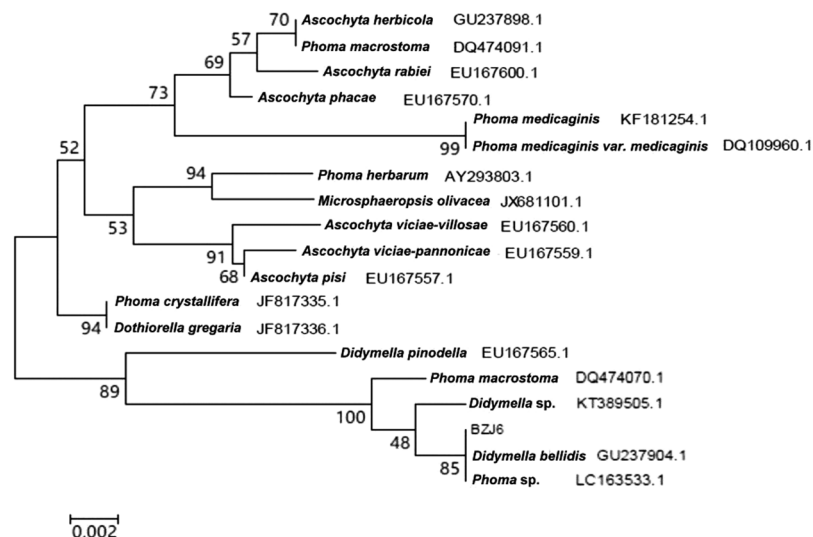 70 Ascochyta herbicola GU237898.1
57 Phoma macrostoma DQ474091.1
69 Ascochyta rabiei EU167600.1
73 Ascochyta phacae EU167570.1
Phoma medicaginis KF181254.1
99 Phoma medicaginis var. medicaginis DQ109960.1
52
94 Phoma herbarum AY293803.1
Microsphaeropsis olivacea JX681101.1
53 Ascochyta viciae-villosae EU167560.1
91 Ascochyta viciae-pannonicae EU167559.1
68 Ascochyta pisi EU167557.1
Phoma crystallifera JF817335.1
94 Dothiorella gregaria JF817336.1
Didymella pinodella EU167565.1
89 Phoma macrostoma DQ474070.1
100 Didymella sp. KT389505.1
BZJ6
48 Didymella bellidis GU237904.1
85 Phoma sp. LC163533.1
0.002